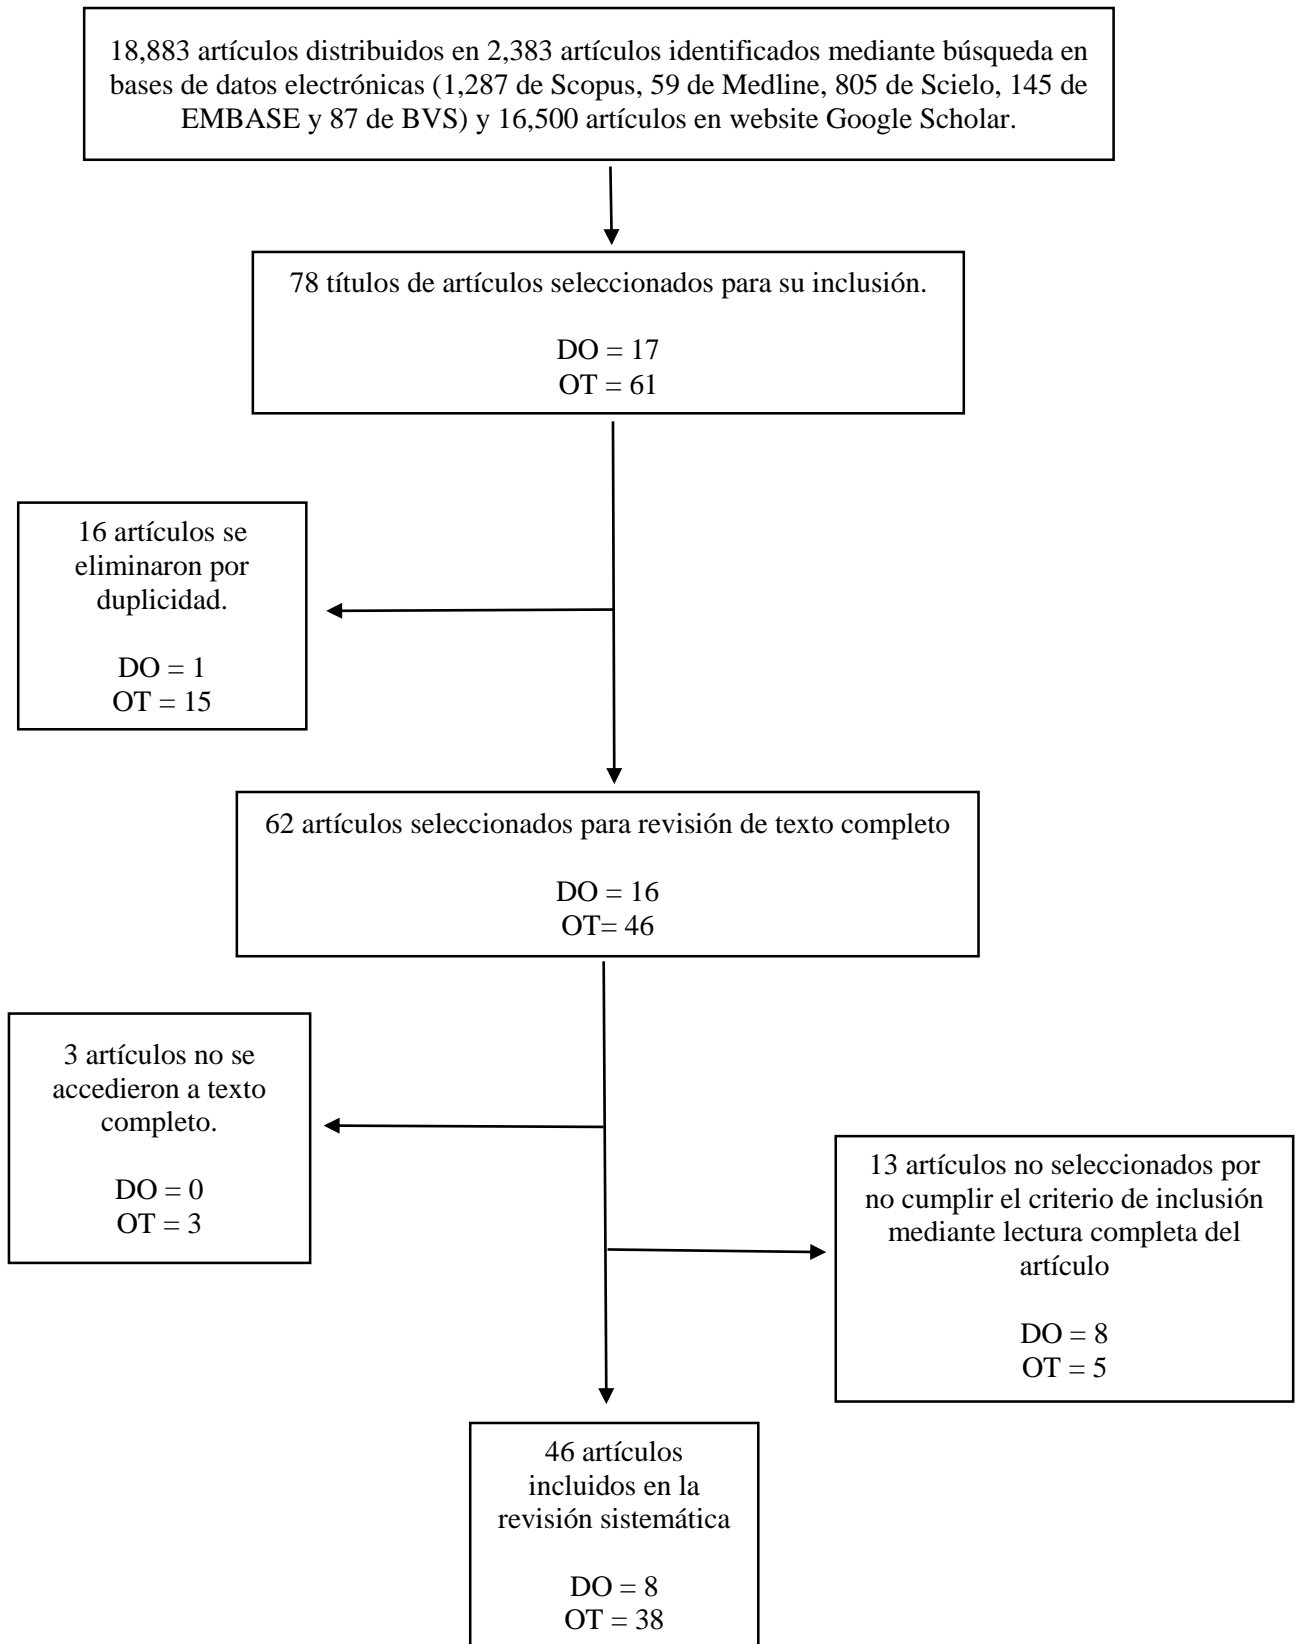 18,883 artículos distribuidos en 2,383 artículos identificados mediante búsqueda en
bases de datos electrónicas (1,287 de Scopus, 59 de Medline, 805 de Scielo, 145 de
EMBASE y 87 de BVS) y 16,500 artículos en website Google Scholar.
78 títulos de artículos seleccionados para su inclusión.
DO = 17
OT = 61
16 artículos se
eliminaron por
duplicidad.
DO = 1
OT = 15
62 artículos seleccionados para revisión de texto completo
DO = 16
OT= 46
3 artículos no se
accedieron a texto
completo.
DO = 0
OT = 3
13 artículos no seleccionados por
no cumplir el criterio de inclusión
mediante lectura completa del
artículo
DO = 8
OT = 5
46 artículos
incluidos en la
revisión sistemática
DO = 8
OT = 38